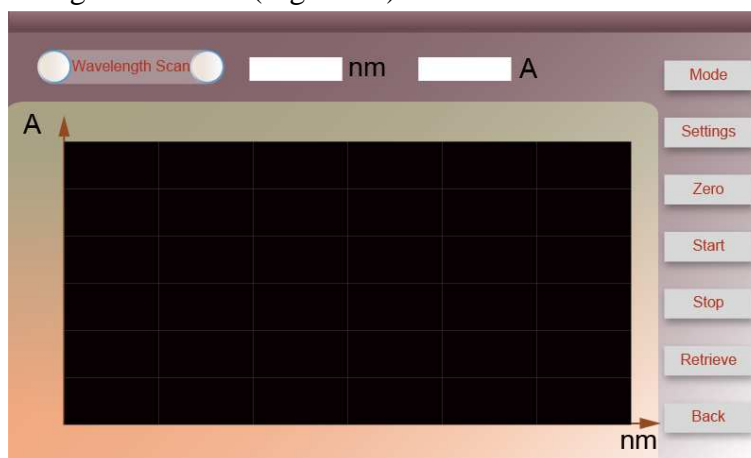 Wavelength Scan nm A
Mode
A
Settings
Zero
Start
Stop
Retrieve
Back
nm